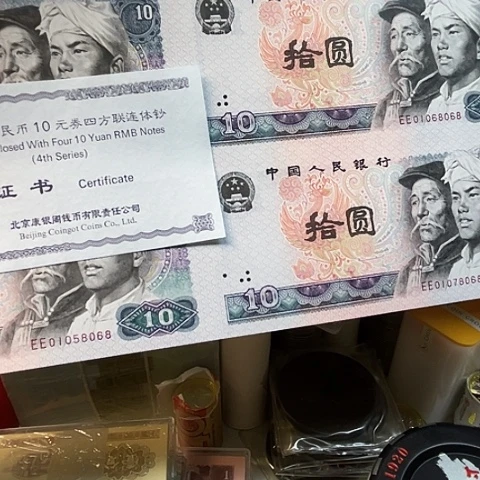 10
拾圆
10
EE01068068
民币10元券四方联连体钞
losed With Four 10 Yuan RMB Notes
(4th Series)
证书 Certificate
北京康银阁钱币有限责任公司
Beijing Coingot Coins Co., Ltd.
中国人民银行
拾圆
10
EE01078068
10
EE01058068
1920